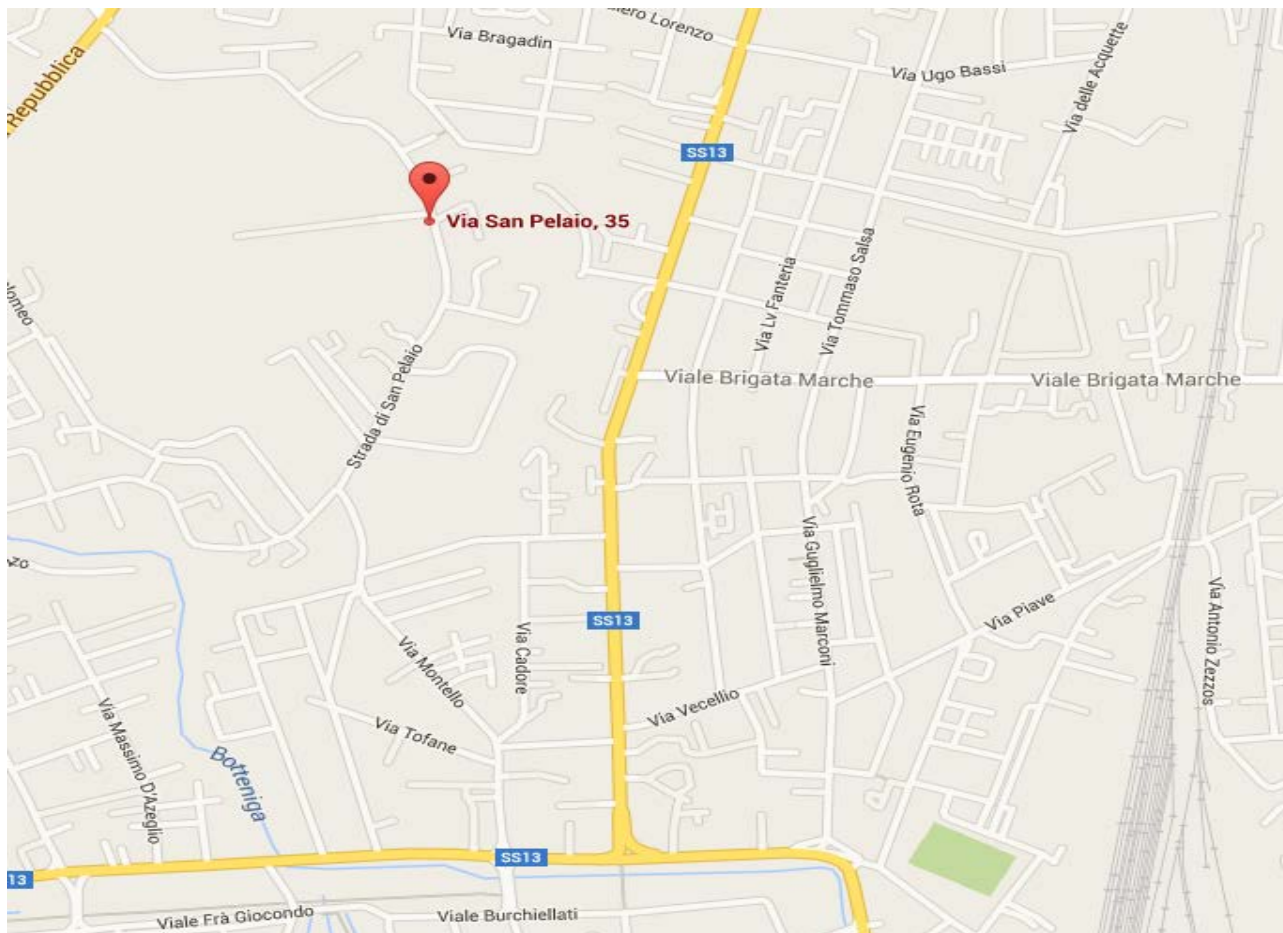 Repubblica
Via Bragadin
Lorenzo
Via Ugo Bassi
Via delle Acquette
SS13
Via San Pelaio, 35
Via Lv Fanteria
Via Tommaso Salsa
Viale Brigata Marche
Viale Brigata Marche
Strada di San Pelaio
Via Eugenio Rota
Via Guglielmo Marconi
Via Piave
Via Antonio Zezzos
SS13
Via Cadore
Via Montello
Via Vecellio
Via Tofane
Via Massimo D'Azeglio
Botteniga
SS13
13
Viale Frà Giocondo
Viale Burchiellati